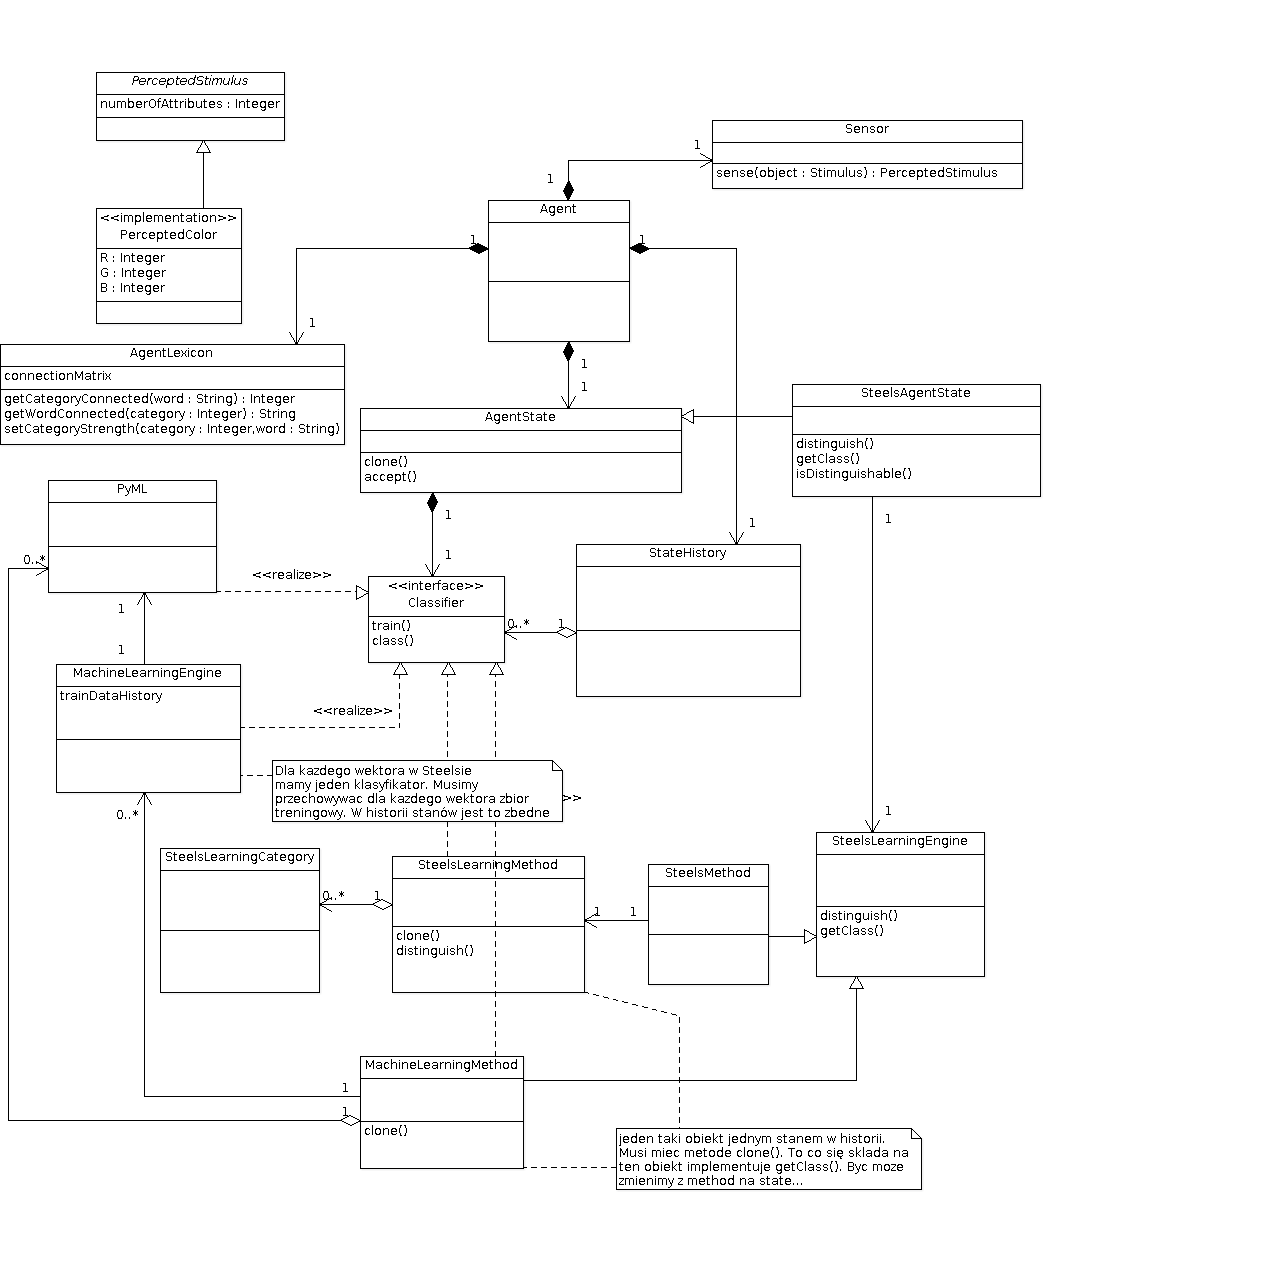 PerceptedStimulus
numberOfAttributes : Integer
<<implementation>>
PerceptedColor
R : Integer
G : Integer
B : Integer
Sensor
sense(object : Stimulus) : PerceptedStimulus
1
1
Agent
1
1
1
1
1
1
AgentLexicon
connectionMatrix
getCategoryConnected(word : String) : Integer
getWordConnected(category : Integer) : String
setCategoryStrength(category : Integer,word : String)
AgentState
clone()
accept()
SteelsAgentState
distinguish()
getClass()
isDistinguishable()
1
1
1
1
PyML
0..*
<<realize>>
<<interface>>
Classifier
train()
class()
0..*
1
StateHistory
1
1
MachineLearningEngine
trainDataHistory
<<realize>>
0..*
Dla kazdego wektora w Steelsie
mamy jeden klasyfikator. Musimy
przechowywac dla kazdego wektora zbior
treningowy. W historii stanów jest to zbedne
>>
SteelsLearningCategory
0..*
1
SteelsLearningMethod
clone()
distinguish()
1
1
SteelsMethod
SteelsLearningEngine
distinguish()
getClass()
MachineLearningMethod
clone()
1
1
jeden taki obiekt jednym stanem w historii.
Musi miec metode clone(). To co się sklada na
ten obiekt implementuje getClass(). Byc moze
zmienimy z method na state...